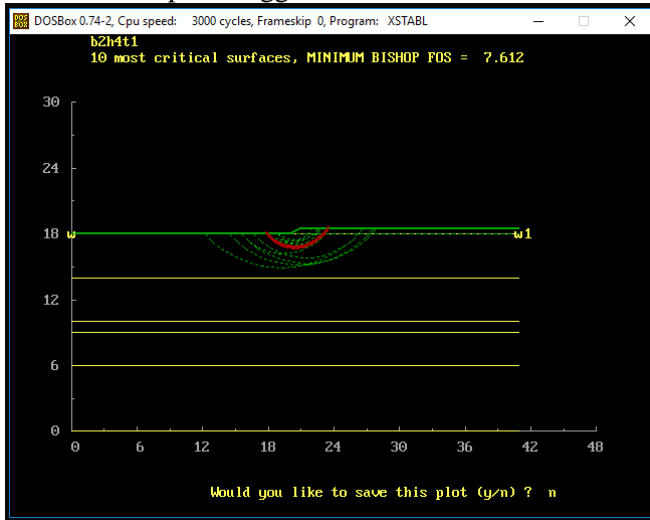 DOSBox 0.74-2, Cpu speed: 3000 cycles, Frameskip 0, Program: XSTABL
b2h4t1
10 most critical surfaces, MINIMUM BISHOP FOS = 7.612
30
24
18 w w1
12
6
0
0 6 12 18 24 30 36 42 48
Would you like to save this plot (y/n) ? n